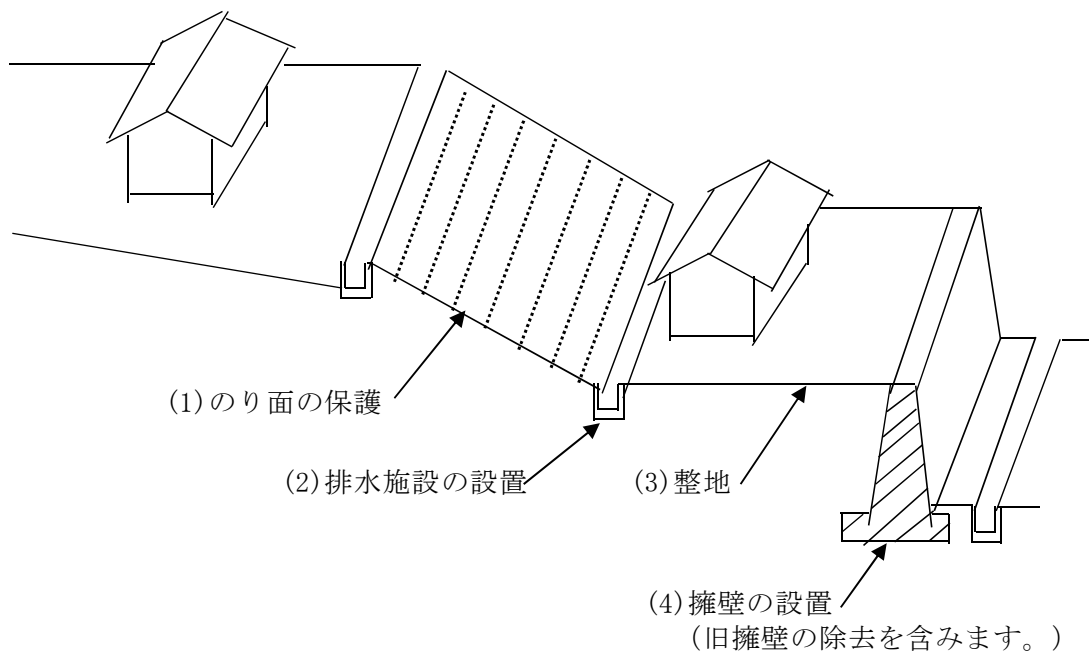 (1)のり面の保護
(2)排水施設の設置
(3)整地
(4)擁壁の設置
(旧擁壁の除去を含みます。)